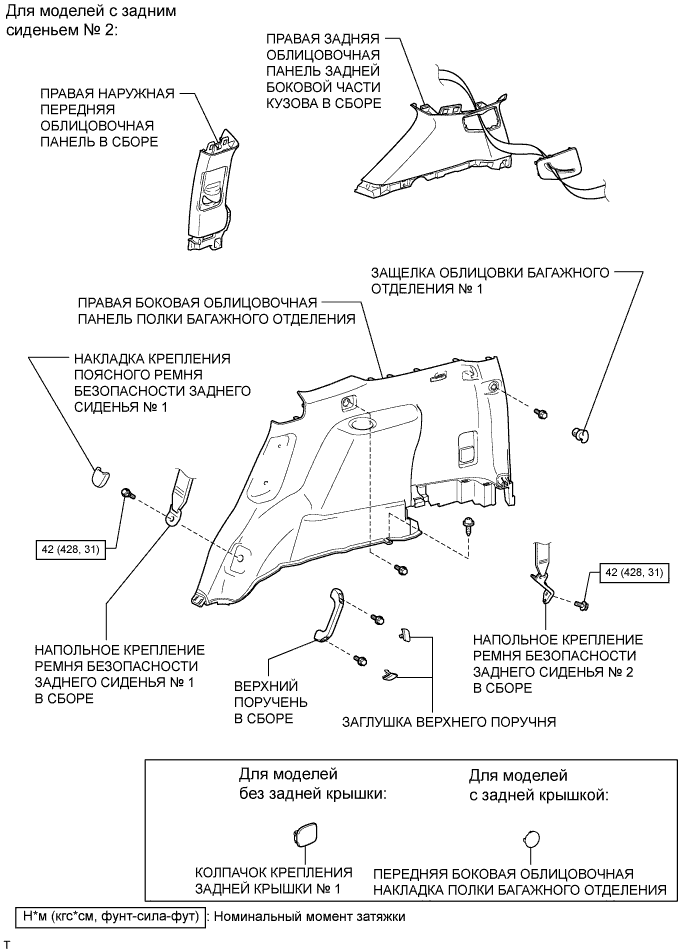 Для моделей с задним
сиденьем № 2:
ПРАВАЯ ЗАДНЯЯ
ОБЛИЦОВОЧНАЯ
ПАНЕЛЬ ЗАДНЕЙ
БОКОВОЙ ЧАСТИ
КУЗОВА В СБОРЕ
ПРАВАЯ НАРУЖНАЯ
ПЕРЕДНЯЯ
ОБЛИЦОВОЧНАЯ
ПАНЕЛЬ В СБОРЕ
ЗАЩЕЛКА ОБЛИЦОВКИ БАГАЖНОГО
ОТДЕЛЕНИЯ № 1
ПРАВАЯ БОКОВАЯ ОБЛИЦОВОЧНАЯ
ПАНЕЛЬ ПОЛКИ БАГАЖНОГО ОТДЕЛЕНИЯ
НАКЛАДКА КРЕПЛЕНИЯ
ПОЯСНОГО РЕМНЯ
БЕЗОПАСНОСТИ ЗАДНЕГО
СИДЕНЬЯ № 1
42 (428, 31)
42 (428, 31)
НАПОЛЬНОЕ КРЕПЛЕНИЕ
РЕМНЯ БЕЗОПАСНОСТИ
ЗАДНЕГО СИДЕНЬЯ № 1
В СБОРЕ
ВЕРХНИЙ
ПОРУЧЕНЬ
В СБОРЕ
НАПОЛЬНОЕ КРЕПЛЕНИЕ
РЕМНЯ БЕЗОПАСНОСТИ
ЗАДНЕГО СИДЕНЬЯ № 2
В СБОРЕ
ЗАГЛУШКА ВЕРХНЕГО ПОРУЧНЯ
Для моделей
без задней крышки:
КОЛПАЧОК КРЕПЛЕНИЯ
ЗАДНЕЙ КРЫШКИ № 1
Для моделей
с задней крышкой:
ПЕРЕДНЯЯ БОКОВАЯ ОБЛИЦОВОЧНАЯ
НАКЛАДКА ПОЛКИ БАГАЖНОГО ОТДЕЛЕНИЯ
Н*м (кгс*см, фунт-сила-фут) : Номинальный момент затяжки
T